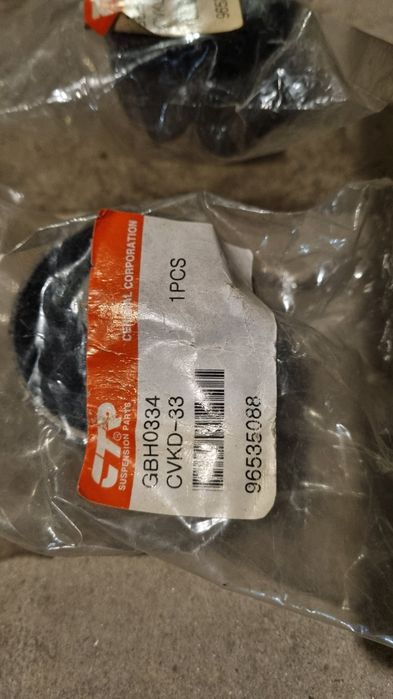 CTR®
SUSPENSION PARTS
CENTRAL CORPORATION
GBH0334
1PCS
CVKD-33
96535088